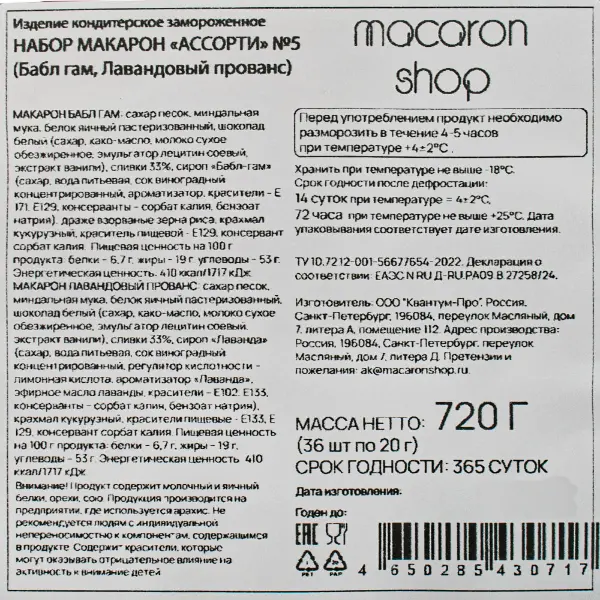 Изделие кондитерское замороженное
НАБОР МАКАРОН «АССОРТИ» №5
(Бабл гам, Лавандовый прованс)
МАКАРОН БАБЛ ГАМ: сахар песок, миндальная
мука, белок яичный пастеризованный, шоколад
белый (сахар, како-масло, молоко сухое
обезжиренное, эмульгатор лецитин соевый,
экстракт ванили), сливки 33%, сироп «Бабл-гам»
(сахар, вода питьевая, сок виноградный
концентрированный, ароматизатор, красители - Е
171, Е129, консерванты - сорбат калия, бензоат
натрия), драже взорваные зерна риса, крахмал
кукурузный, краситель пищевой - Е129, консервант
сорбат калия. Пищевая ценность на 100 г
продукта: белки - 6,7 г, жиры - 19 г, углеводы - 53 г.
Энергетическая ценность: 410 ккал/1717 кДж.
МАКАРОН ЛАВАНДОВЫЙ ПРОВАНС: сахар песок,
миндальная мука, белок яичный пастеризованный,
шоколад белый (сахар, како-масло, молоко сухое
обезжиренное, эмульгатор лецитин соевый,
экстракт ванили), сливки 33%, сироп «Лаванда»
(сахар, вода питьевая, сок виноградный
концентрированный, регулятор кислотности -
лимонная кислота, ароматизатор «Лаванда»,
эфирное масло лаванды, красители - Е102, Е133,
консерванты - сорбат калия, бензоат натрия),
крахмал кукурузный, красители пищевые - Е133, Е
129, консервант сорбат калия. Пищевая ценность
на 100 г продукта: белки - 6,7 г, жиры - 19 г,
углеводы - 53 г. Энергетическая ценность: 410
ккал/1717 кДж
Внимание! Продукт содержит молочный и яичный
белки, орехи, сою. Продукция производится на
предприятии, где используется арахис. Не
рекомендуется людям с индивидуальной
непереносимостью к компонентам, содержащимся
в продукте. Содержит красители, которые
могут оказывать отрицательное влияние на
активность и внимание детей
macaron
shop
Перед употреблением продукт необходимо
разморозить в течение 4-5 часов
при температуре +4±2°С.
Хранить при температуре не выше -18°С.
Срок годности после дефростации:
14 суток при температуре = 4±2°С,
72 часа при температуре не выше +25°С. Дата
упаковывания соответствует дате изготовления.
ТУ 10.72.12-001-56677654-2022. Декларация о
соответствии: ЕАЭС N RU Д-RU.РА09.В.27258/24.
Изготовитель: ООО "Квантум-Про", Россия,
Санкт-Петербург, 196084, переулок Масляный, дом
7, литера А, помещение 112. Адрес производства:
Россия, 196084, Санкт-Петербург, переулок
Масляный, дом 7, литера Д. Претензии и
пожелания: ak@macaronshop.ru.
МАССА НЕТТО: 720 Г
(36 шт по 20 г)
СРОК ГОДНОСТИ: 365 СУТОК
Дата изготовления:
Годен до:
ЕАС
1
PET
PAP
4 650285 430717